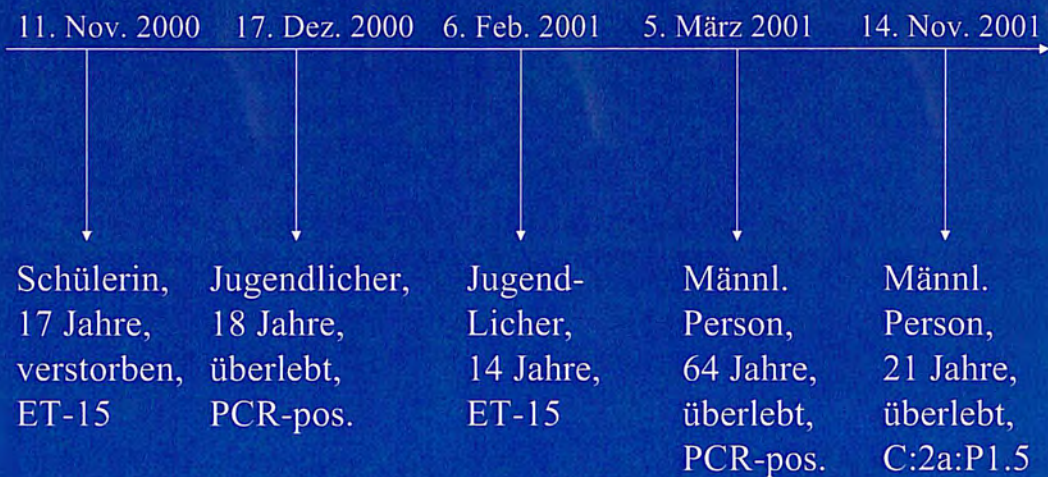 11. Nov. 2000 17. Dez. 2000 6. Feb. 2001 5. März 2001 14. Nov. 2001
Schülerin,
17 Jahre,
verstorben,
ET-15
Jugendlicher,
18 Jahre,
überlebt,
PCR-pos.
Jugend-
Licher,
14 Jahre,
ET-15
Männl.
Person,
64 Jahre,
überlebt,
PCR-pos.
Männl.
Person,
21 Jahre,
überlebt,
C:2a:P1.5